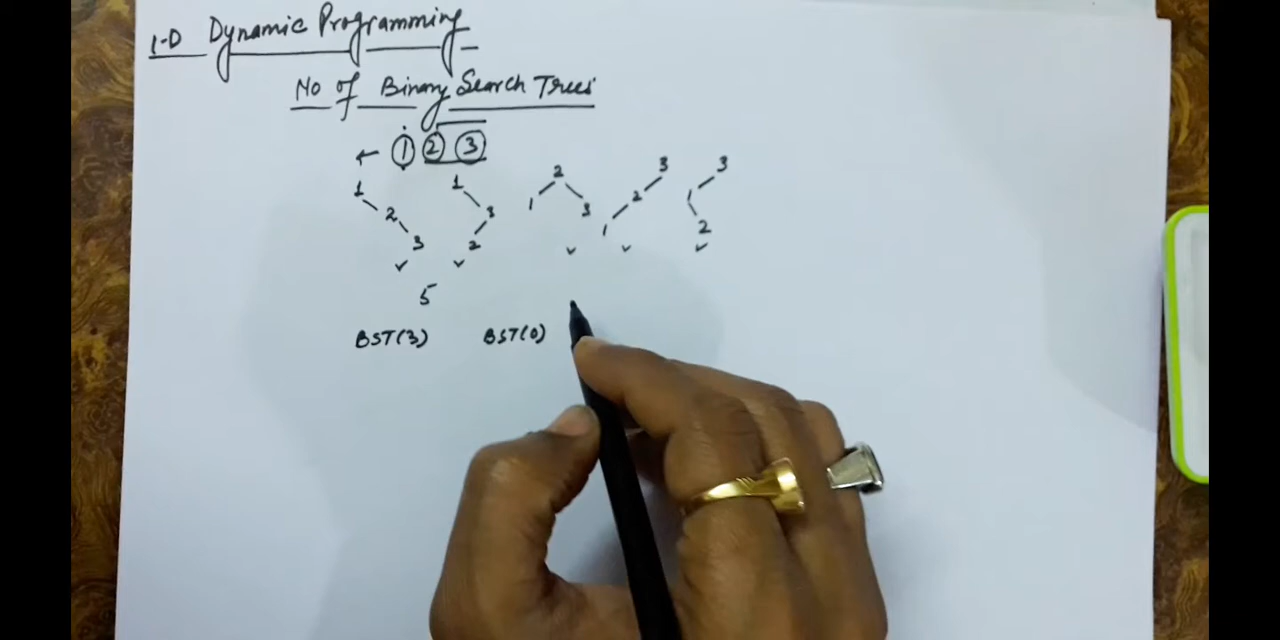 1-D Dynamic Programming
No of Binary Search Trees
← 1 2 3
1 1 2 3 3
2 3 1 3 2 1
3 2 1 2
5
BST(3) BST(0)